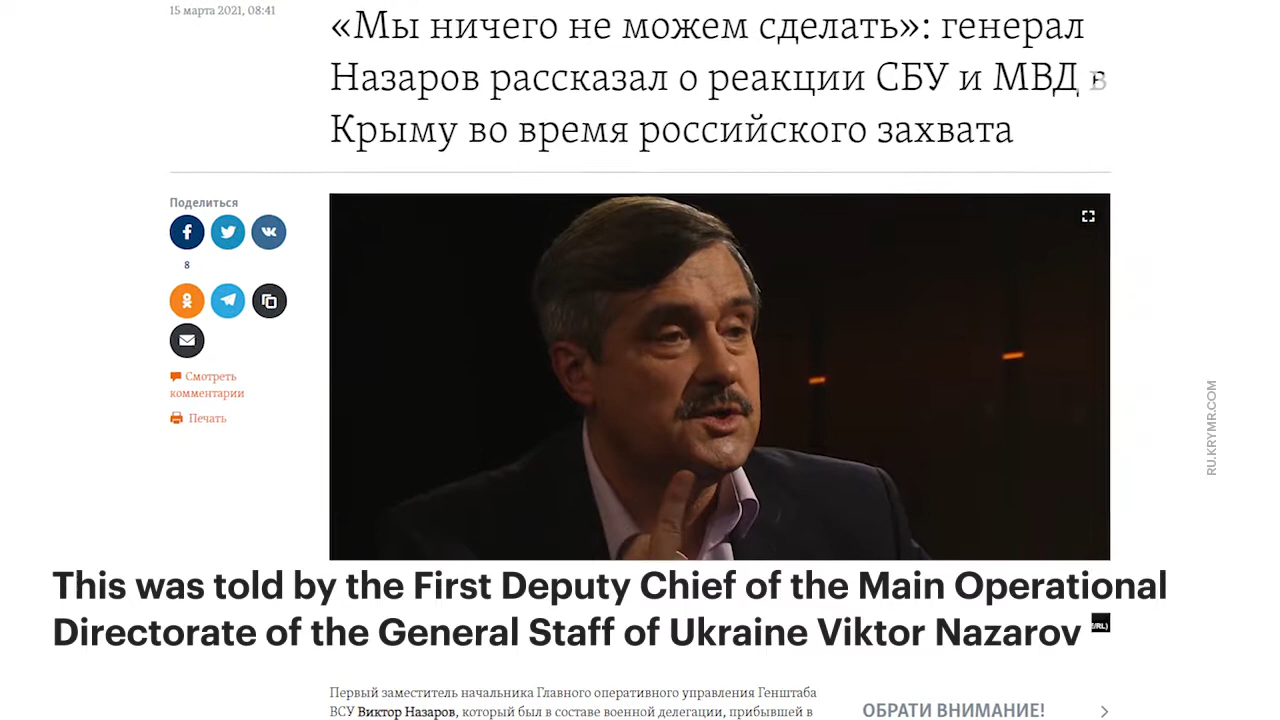 15 марта 2021, 08:41
«Мы ничего не можем сделать»: генерал
Назаров рассказал о реакции СБУ и МВД в
Крыму во время российского захвата
Поделиться
8
Смотреть
комментарии
Печать
RU.KRYMR.COM
This was told by the First Deputy Chief of the Main Operational
Directorate of the General Staff of Ukraine Viktor Nazarov
/RL)
Первый заместитель начальника Главного оперативного управления Генштаба
ВСУ Виктор Назаров, который был в составе военной делегации, прибывшей в
ОБРАТИ ВНИМАНИЕ!